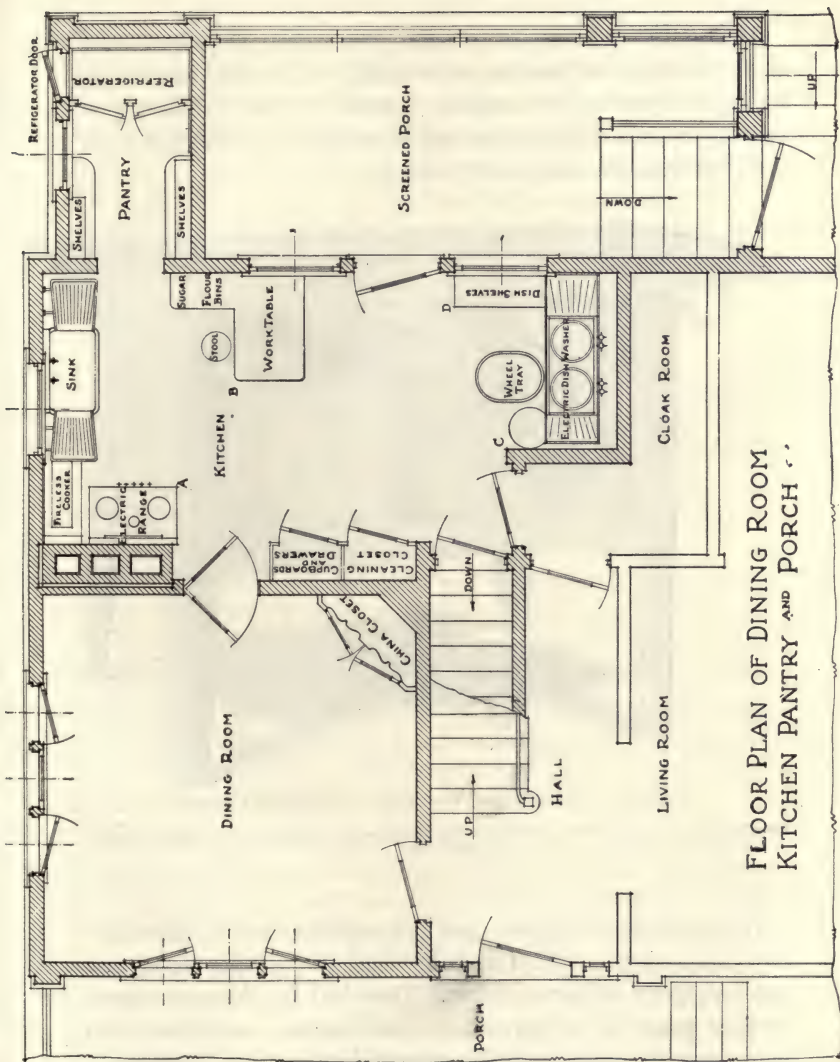 REFRIGERATOR DOOR
REFRIGERATOR
PANTRY
SHELVES
SHELVES
SCREENED PORCH
UP
DOWN
SINK
SUGAR
FLOUR
BINS
STOOL
WORK TABLE
B
KITCHEN
D
DISH SHELVES
WHEEL
TRAY
ELECTRIC DISH WASHER
C
CLOAK ROOM
FIRELESS
COOKER
ELECTRIC
RANGE
A
CUPBOARDS
AND
DRAWERS
CLEANING
CLOSET
CHINA CLOSET
DOWN
DINING ROOM
UP
HALL
LIVING ROOM
PORCH
FLOOR PLAN OF DINING ROOM
KITCHEN PANTRY AND PORCH